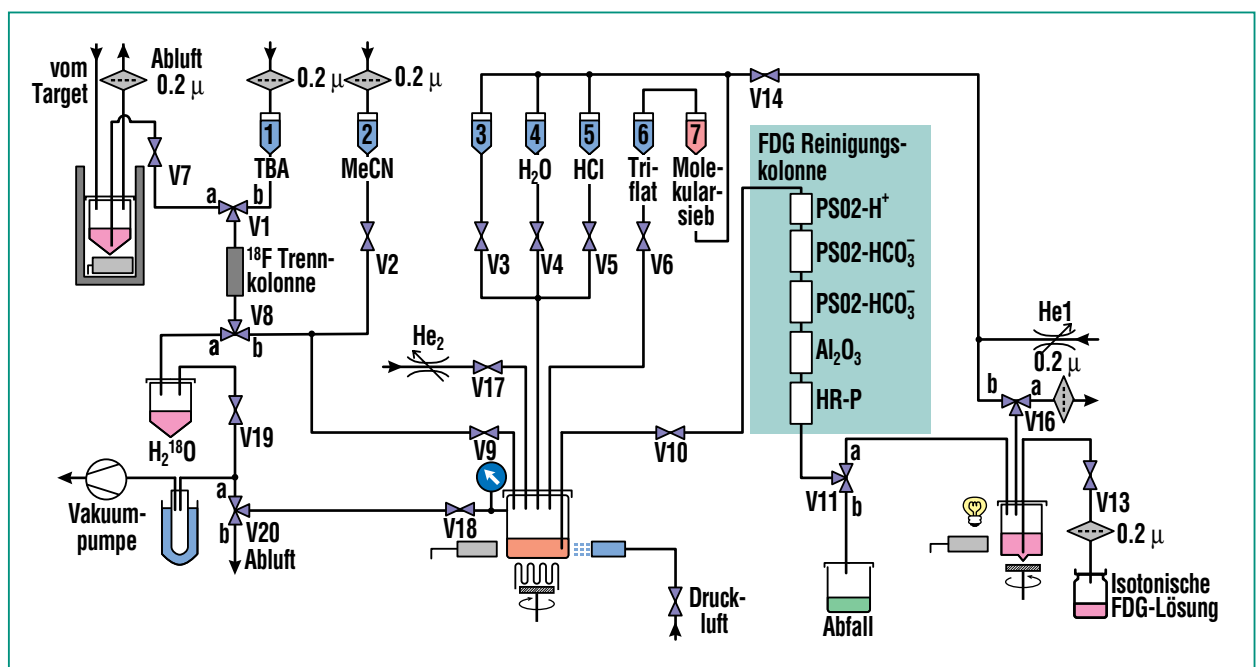 vom
Target
Abluft
0.2 μ
0.2 μ
0.2 μ
V7
1
TBA
2
MeCN
a
b
V1
18F Trenn-
kolonne
V2
V8
a
b
H₂¹⁸O
V19
Vakuum-
pumpe
a
b
V20
Abluft
3
4
H₂O
5
HCl
6
Tri-
flat
7
Mole-
kular-
sieb
V14
V3
V4
V5
V6
He₂
V17
V9
V18
V10
Druck-
luft
FDG Reinigungs-
kolonne
PS02-H⁺
PS02-HCO₃⁻
PS02-HCO₃⁻
Al₂O₃
HR-P
a
V11
b
Abfall
He1
0.2 μ
b
a
V16
V13
0.2 μ
Isotonische
FDG-Lösung